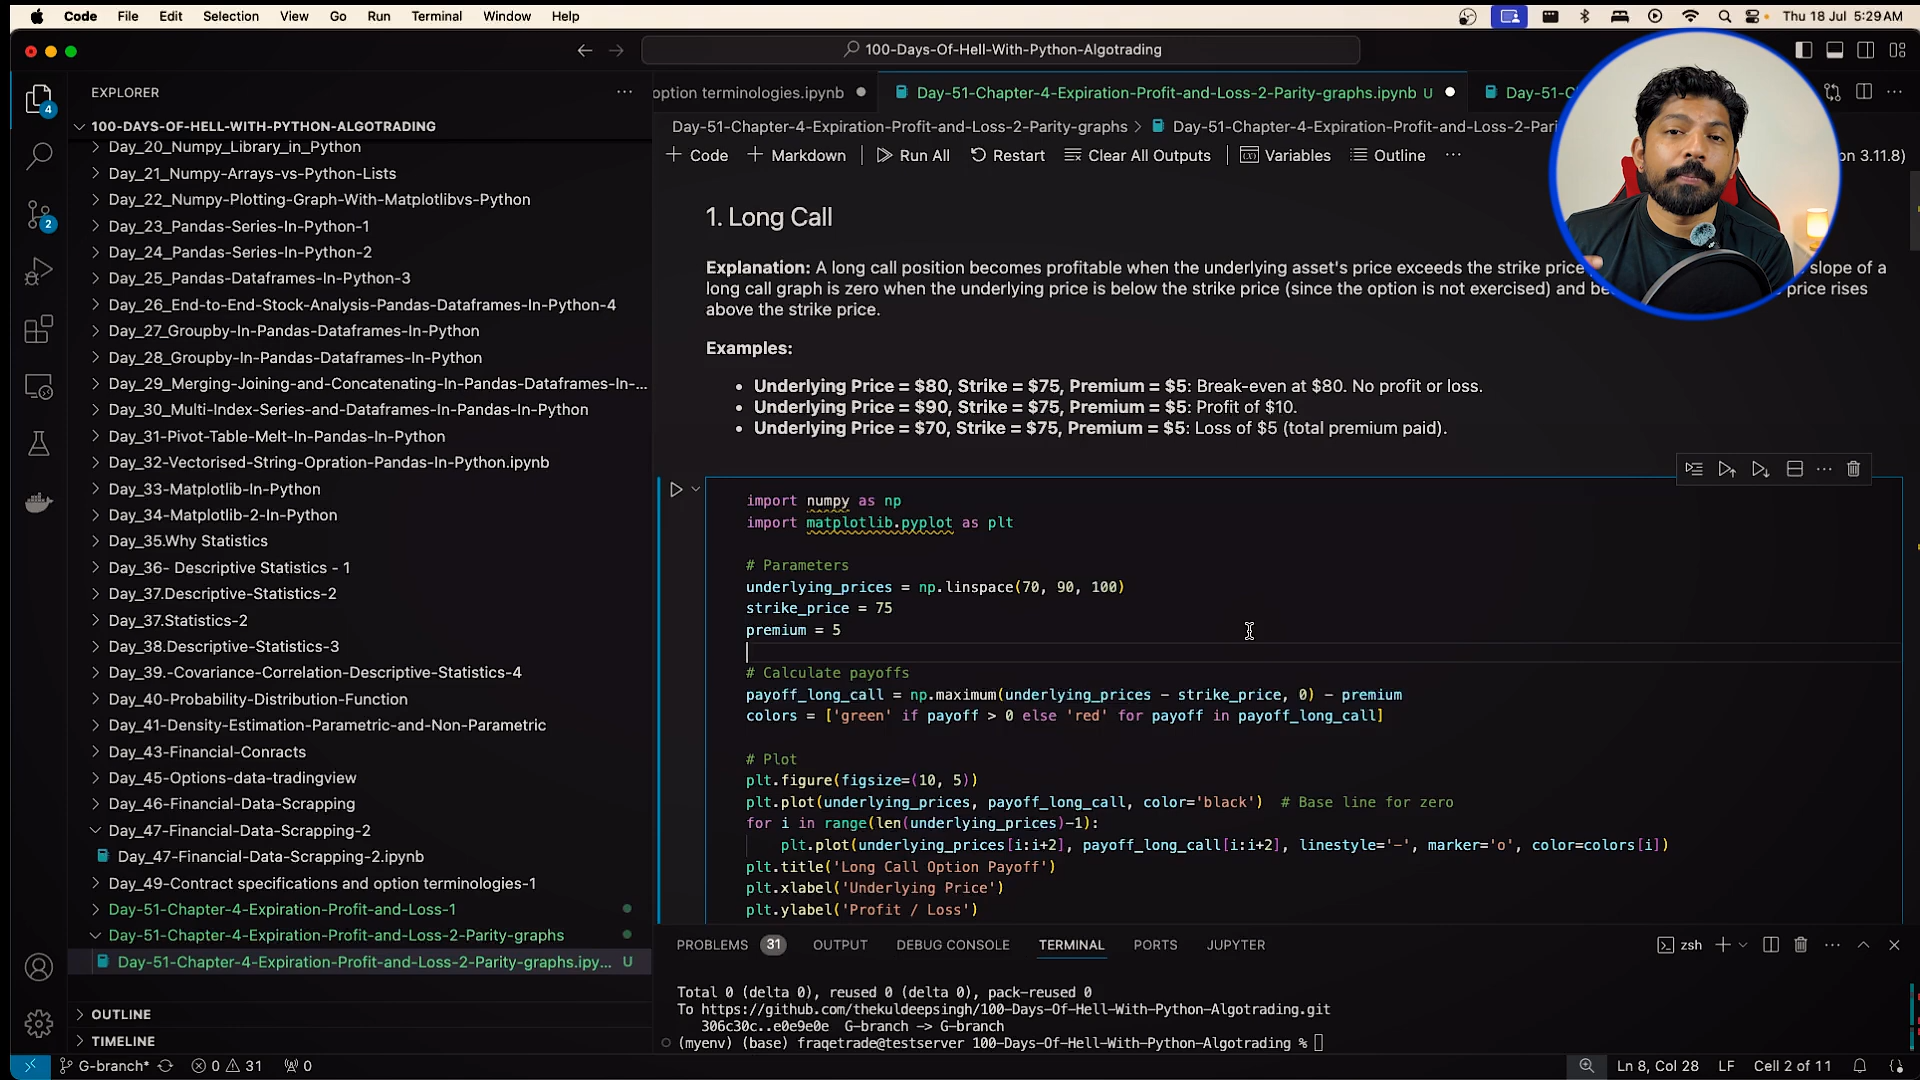 Code File Edit Selection View Go Run Terminal Window Help Thu 18 Jul 5:29 AM
100-Days-Of-Hell-With-Python-Algotrading
EXPLORER
100-DAYS-OF-HELL-WITH-PYTHON-ALGOTRADING
Day_20_Numpy_Library_in_Python
Day_21_Numpy-Arrays-vs-Python-Lists
Day_22_Numpy-Plotting-Graph-With-Matplotlibvs-Python
Day_23_Pandas-Series-In-Python-1
Day_24_Pandas-Series-In-Python-2
Day_25_Pandas-Dataframes-In-Python-3
Day_26_End-to-End-Stock-Analysis-Pandas-Dataframes-In-Python-4
Day_27_Groupby-In-Pandas-Dataframes-In-Python
Day_28_Groupby-In-Pandas-Dataframes-In-Python
Day_29_Merging-Joining-and-Concatenating-In-Pandas-Dataframes-In-...
Day_30_Multi-Index-Series-and-Dataframes-In-Pandas-In-Python
Day_31-Pivot-Table-Melt-In-Pandas-In-Python
Day_32-Vectorised-String-Opration-Pandas-In-Python.ipynb
Day_33-Matplotlib-In-Python
Day_34-Matplotlib-2-In-Python
Day_35.Why Statistics
Day_36- Descriptive Statistics - 1
Day_37.Descriptive-Statistics-2
Day_37.Statistics-2
Day_38.Descriptive-Statistics-3
Day_39.-Covariance-Correlation-Descriptive-Statistics-4
Day_40-Probability-Distribution-Function
Day_41-Density-Estimation-Parametric-and-Non-Parametric
Day_43-Financial-Conracts
Day_45-Options-data-tradingview
Day_46-Financial-Data-Scrapping
Day_47-Financial-Data-Scrapping-2
Day_47-Financial-Data-Scrapping-2.ipynb
Day_49-Contract specifications and option terminologies-1
Day-51-Chapter-4-Expiration-Profit-and-Loss-1
Day-51-Chapter-4-Expiration-Profit-and-Loss-2-Parity-graphs
Day-51-Chapter-4-Expiration-Profit-and-Loss-2-Parity-graphs.ipy... U
OUTLINE
TIMELINE
4
2
option terminologies.ipynb Day-51-Chapter-4-Expiration-Profit-and-Loss-2-Parity-graphs.ipynb U Day-51-C
Day-51-Chapter-4-Expiration-Profit-and-Loss-2-Parity-graphs > Day-51-Chapter-4-Expiration-Profit-and-Loss-2-Pari
+ Code + Markdown Run All Restart Clear All Outputs Variables Outline ... on 3.11.8)
1. Long Call
Explanation: A long call position becomes profitable when the underlying asset's price exceeds the strike price slope of a
long call graph is zero when the underlying price is below the strike price (since the option is not exercised) and price rises
above the strike price.
Examples:
• Underlying Price = $80, Strike = $75, Premium = $5: Break-even at $80. No profit or loss.
• Underlying Price = $90, Strike = $75, Premium = $5: Profit of $10.
• Underlying Price = $70, Strike = $75, Premium = $5: Loss of $5 (total premium paid).
import numpy as np
import matplotlib.pyplot as plt
# Parameters
underlying_prices = np.linspace(70, 90, 100)
strike_price = 75
premium = 5
# Calculate payoffs
payoff_long_call = np.maximum(underlying_prices - strike_price, 0) - premium
colors = ['green' if payoff > 0 else 'red' for payoff in payoff_long_call]
# Plot
plt.figure(figsize=(10, 5))
plt.plot(underlying_prices, payoff_long_call, color='black') # Base line for zero
for i in range(len(underlying_prices)-1):
plt.plot(underlying_prices[i:i+2], payoff_long_call[i:i+2], linestyle='-', marker='o', color=colors[i])
plt.title('Long Call Option Payoff')
plt.xlabel('Underlying Price')
plt.ylabel('Profit / Loss')
PROBLEMS 31 OUTPUT DEBUG CONSOLE TERMINAL PORTS JUPYTER zsh
Total 0 (delta 0), reused 0 (delta 0), pack-reused 0
To https://github.com/thekuldeepsingh/100-Days-Of-Hell-With-Python-Algotrading.git
306c30c..e0e9e0e G-branch -> G-branch
(myenv) (base) fraqetrade@testserver 100-Days-Of-Hell-With-Python-Algotrading %
G-branch* 0 31 0 Ln 8, Col 28 LF Cell 2 of 11